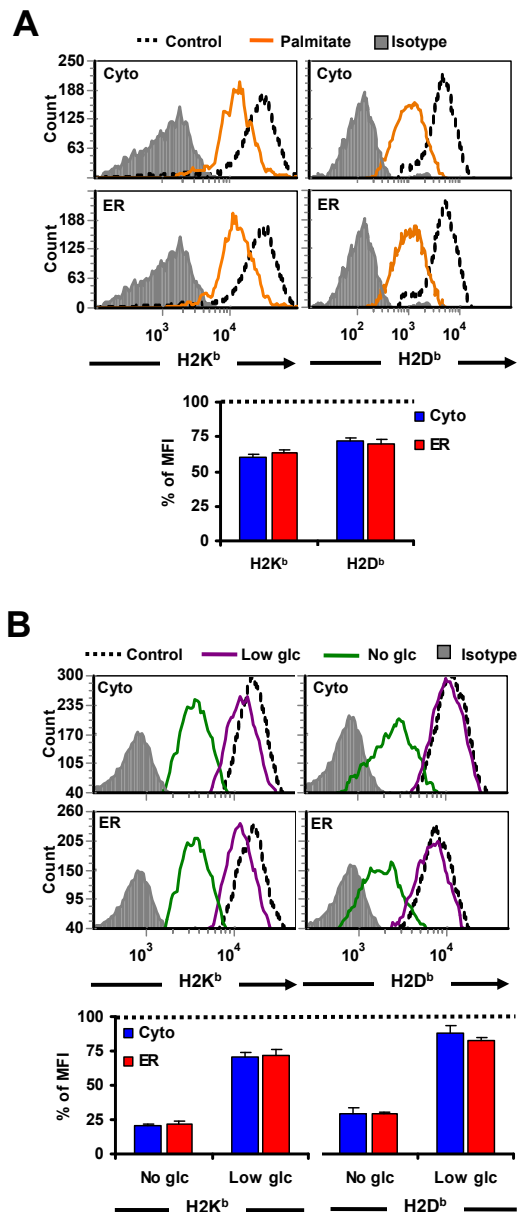 A
Control Palmitate Isotype
Cyto
250
188
125
63
Count
ER
188
125
63
0
Count
10³ 10⁴ 10² 10³ 10⁴
H2Kᵇ H2Dᵇ
100
75
50
25
0
% of MFI
Cyto
ER
H2Kᵇ H2Dᵇ
B
Control Low glc No glc Isotype
300
235
170
105
40
Count
Cyto Cyto
260
205
150
95
40
Count
ER ER
10³ 10⁴ 10³ 10⁴
H2Kᵇ H2Dᵇ
100
75
50
25
0
% of MFI
Cyto
ER
No glc Low glc No glc Low glc
H2Kᵇ H2Dᵇ